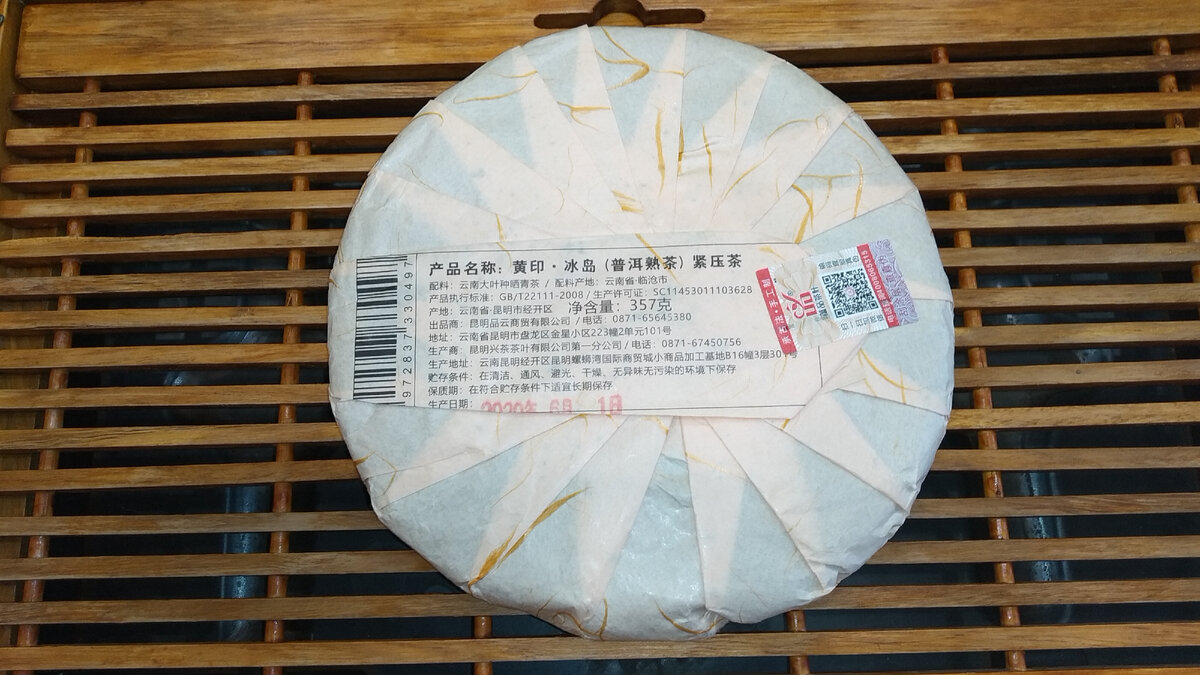 产品名称：黄印·冰岛（普洱熟茶）紧压茶
配料：云南大叶种晒青茶 / 配料产地：云南省·临沧市
产品执行标准：GB/T22111-2008 / 生产许可证：SC11453011103628
产地：云南省·昆明市经开区 净含量：357克
出品商：昆明品云商贸有限公司 / 电话：0871-65645380
地址：云南省昆明市盘龙区金星小区223幢2单元101号
生产商：昆明兴茶茶叶有限公司第一分公司 / 电话：0871-67450756
生产地址：云南昆明经开区昆明螺蛳湾国际商贸城小商品加工基地B16幢3层30 号
贮存条件：在清洁、通风、避光、干燥、无异味无污染的环境下保存
保质期：在符合贮存条件下适宜长期保存
生产日期：2020年 6月 1日
972837330497